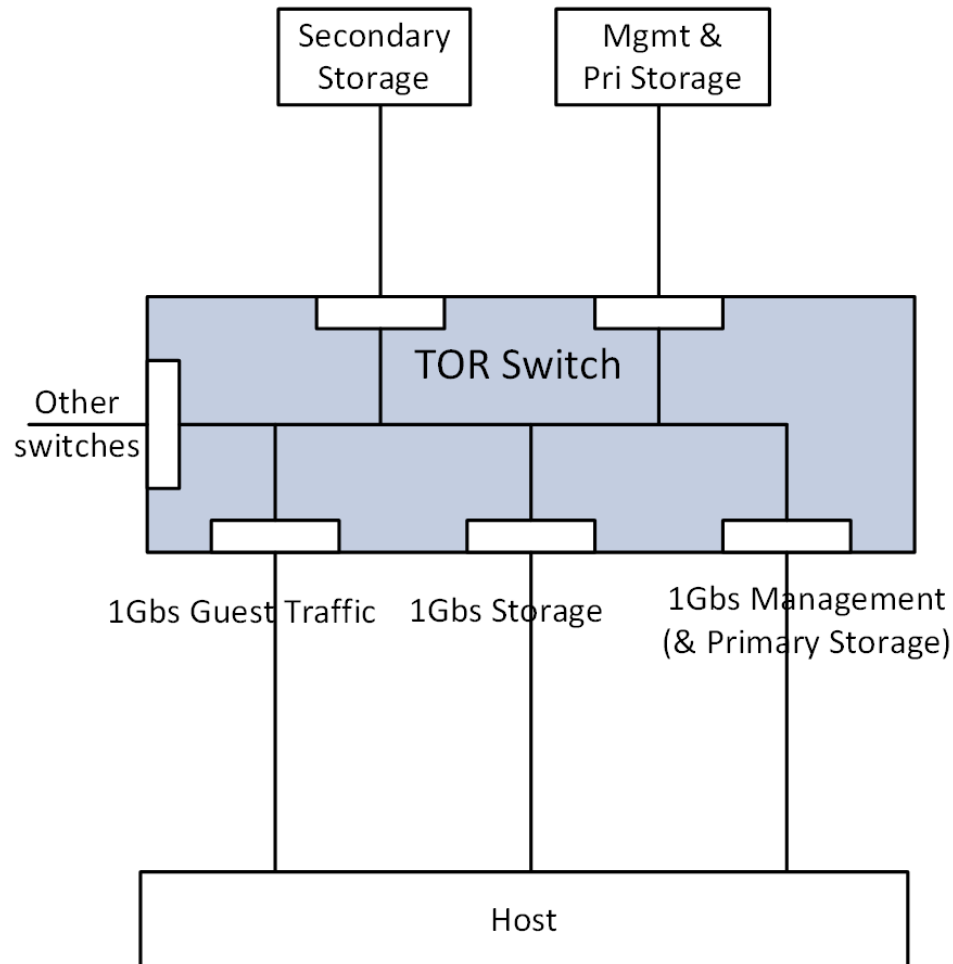 Secondary
Storage
Mgmt &
Pri Storage
TOR Switch
Other
switches
1Gbs Guest Traffic
1Gbs Storage
1Gbs Management
(& Primary Storage)
Host